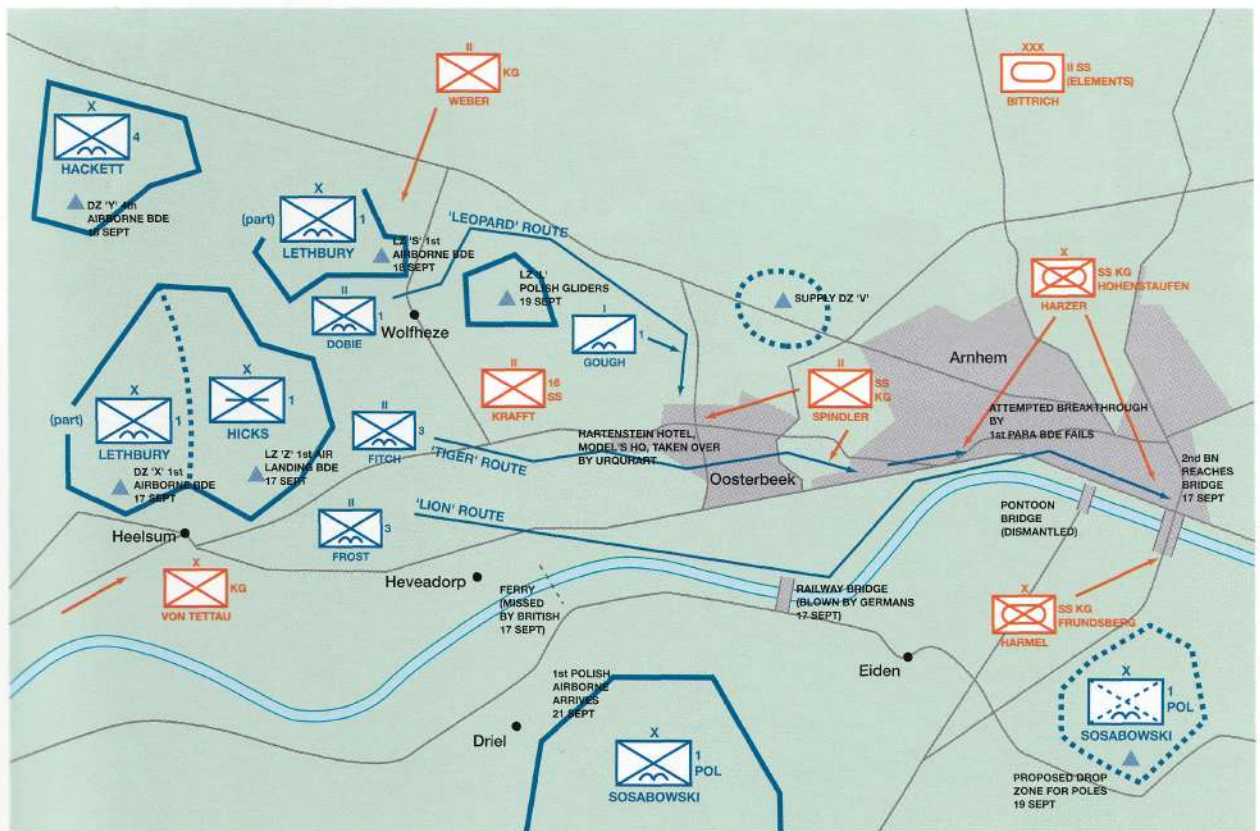 II
KG
WEBER
XXX
II SS
(ELEMENTS)
BITTRICH
X
4
HACKETT
DZ 'Y' 4th
AIRBORNE BDE
18 SEPT
X
(part)
1
LETHBURY
LZ 'S' 1st
AIRBORNE BDE
18 SEPT
'LEOPARD' ROUTE
LZ 'L'
POLISH GLIDERS
19 SEPT
SUPPLY DZ 'V'
X
SS KG
HOHENSTAUFEN
HARZER
II
1
DOBIE
Wolfheze
I
1
GOUGH
Arnhem
II
16
SS
KRAFFT
II
SS
KG
SPINDLER
X
(part)
1
LETHBURY
X
1
HICKS
DZ 'X' 1st
AIRBORNE BDE
17 SEPT
LZ 'Z' 1st AIR
LANDING BDE
17 SEPT
II
3
FITCH
'TIGER' ROUTE
HARTENSTEIN HOTEL,
MODEL'S HQ, TAKEN OVER
BY URQUHART
Oosterbeek
ATTEMPTED BREAKTHROUGH
BY
1st PARA BDE FAILS
2nd BN
REACHES
BRIDGE
17 SEPT
II
3
FROST
'LION' ROUTE
PONTOON
BRIDGE
(DISMANTLED)
Heelsum
X
KG
VON TETTAU
Heveadorp
FERRY
(MISSED
BY BRITISH
17 SEPT)
RAILWAY BRIDGE
(BLOWN BY GERMANS
17 SEPT)
X
SS KG
FRUNDSBERG
HARMEL
Eiden
1st POLISH
AIRBORNE
ARRIVES
21 SEPT
Driel
X
1
POL
SOSABOWSKI
X
1
POL
SOSABOWSKI
PROPOSED DROP
ZONE FOR POLES
19 SEPT